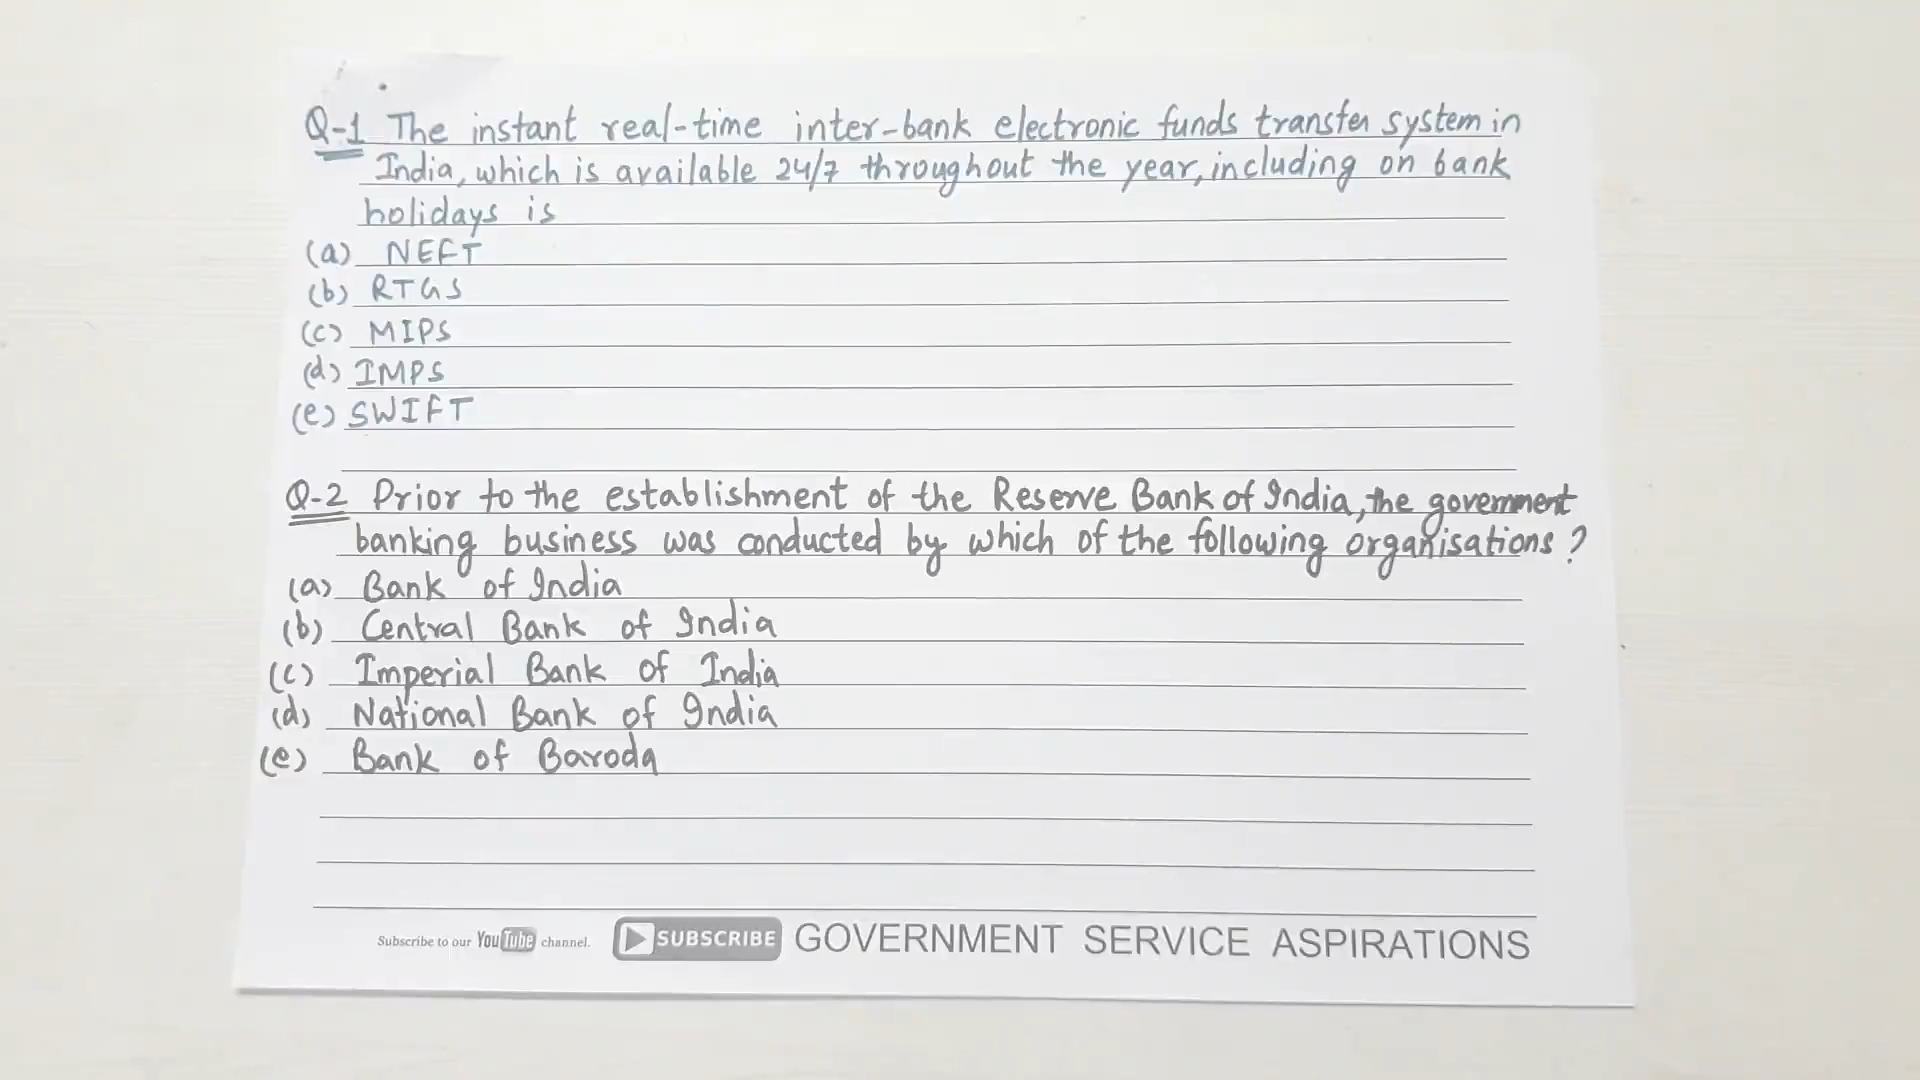 Q-1 The instant real-time inter-bank electronic funds transfer system in
India, which is available 24/7 throughout the year, including on bank
holidays is
(a) NEFT
(b) RTGS
(c) MIPS
(d) IMPS
(e) SWIFT
Q-2 Prior to the establishment of the Reserve Bank of India, the government
banking business was conducted by which of the following organisations?
(a) Bank of India
(b) Central Bank of India
(c) Imperial Bank of India
(d) National Bank of India
(e) Bank of Baroda
Subscribe to our YouTube channel. SUBSCRIBE GOVERNMENT SERVICE ASPIRATIONS